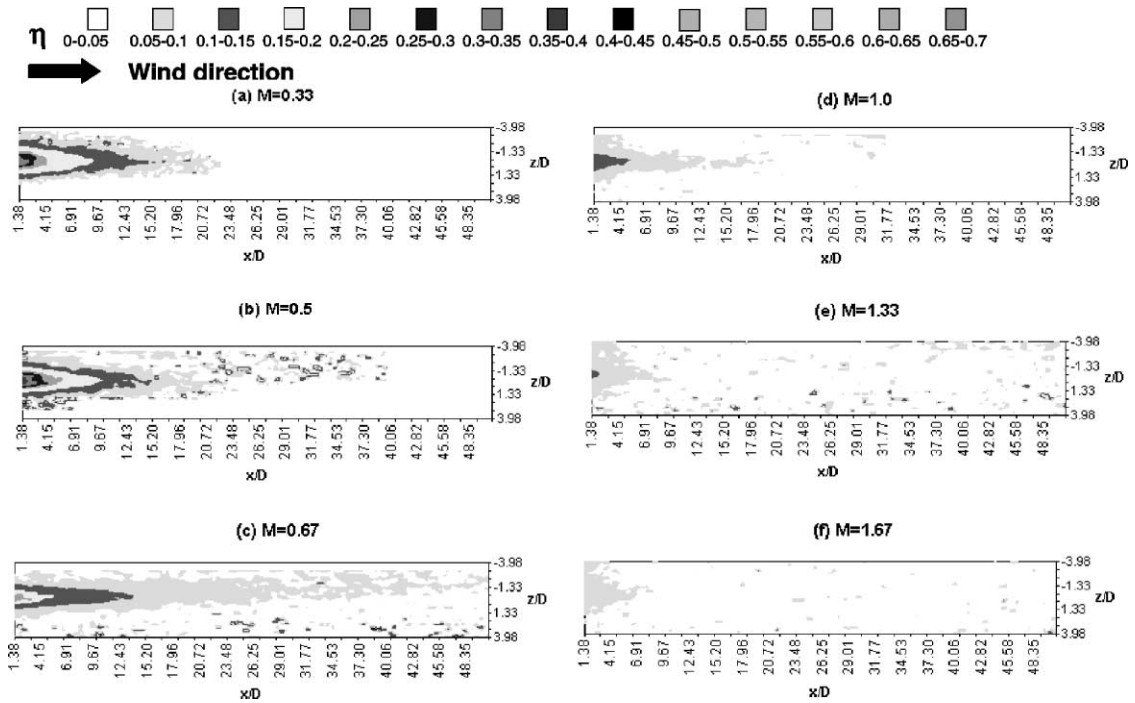 η 0-0.05 0.05-0.1 0.1-0.15 0.15-0.2 0.2-0.25 0.25-0.3 0.3-0.35 0.35-0.4 0.4-0.45 0.45-0.5 0.5-0.55 0.55-0.6 0.6-0.65 0.65-0.7
Wind direction
(a) M=0.33
-3.98
-1.33
z/D
1.33
3.98
1.38 4.15 6.91 9.67 12.43 15.20 17.96 20.72 23.48 26.25 29.01 31.77 34.53 37.30 40.06 42.82 45.58 48.35
x/D
(b) M=0.5
-3.98
-1.33
z/D
1.33
3.98
1.38 4.15 6.91 9.67 12.43 15.20 17.96 20.72 23.48 26.25 29.01 31.77 34.53 37.30 40.06 42.82 45.58 48.35
x/D
(c) M=0.67
-3.98
-1.33
z/D
1.33
3.98
1.38 4.15 6.91 9.67 12.43 15.20 17.96 20.72 23.48 26.25 29.01 31.77 34.53 37.30 40.06 42.82 45.58 48.35
x/D
(d) M=1.0
-3.98
-1.33
z/D
1.33
3.98
1.38 4.15 6.91 9.67 12.43 15.20 17.96 20.72 23.48 26.25 29.01 31.77 34.53 37.30 40.06 42.82 45.58 48.35
x/D
(e) M=1.33
-3.98
-1.33
z/D
1.33
3.98
1.38 4.15 6.91 9.67 12.43 15.20 17.96 20.72 23.48 26.25 29.01 31.77 34.53 37.30 40.06 42.82 45.58 48.35
x/D
(f) M=1.67
-3.98
-1.33
z/D
1.33
3.98
1.38 4.15 6.91 9.67 12.43 15.20 17.96 20.72 23.48 26.25 29.01 31.77 34.53 37.30 40.06 42.82 45.58 48.35
x/D